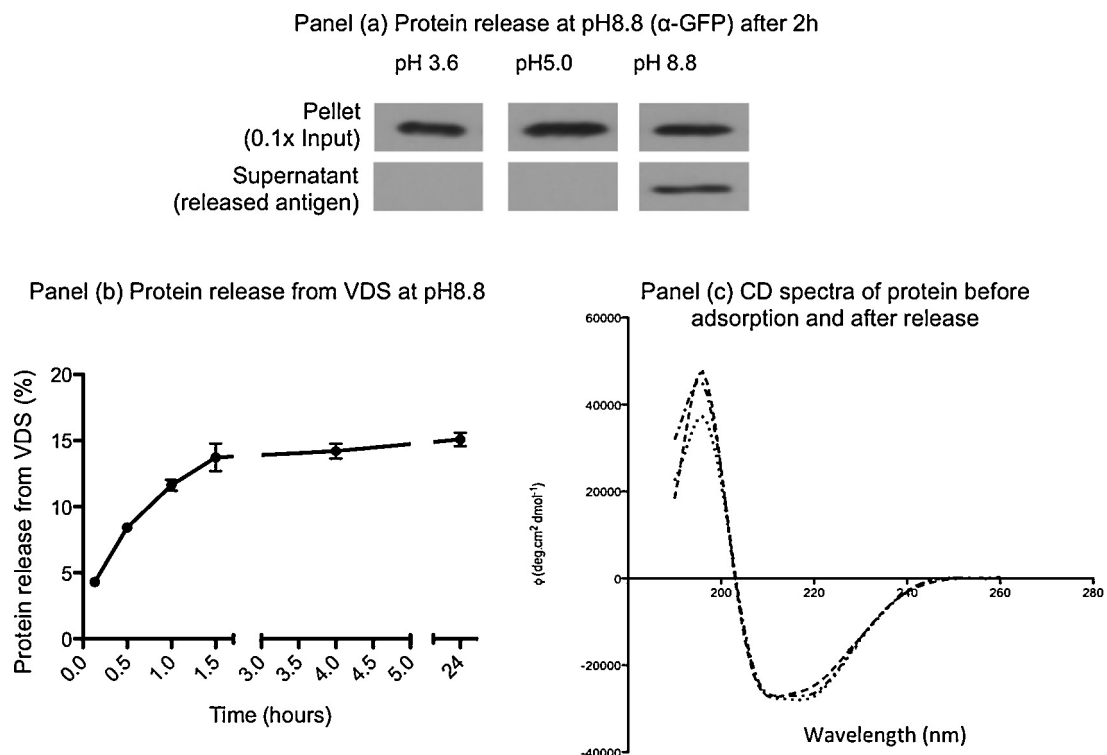 Panel (a) Protein release at pH8.8 (α-GFP) after 2h
pH 3.6 pH5.0 pH 8.8
Pellet
(0.1x Input)
Supernatant
(released antigen)
Panel (b) Protein release from VDS at pH8.8
Protein release from VDS (%)
20
15
10
5
0
0.0 0.5 1.0 1.5 3.0 3.5 4.0 4.5 5.0 24
Time (hours)
Panel (c) CD spectra of protein before
adsorption and after release
ϕ (deg.cm² dmol⁻¹)
60000
40000
20000
0
-20000
-40000
200 220 240 260 280
Wavelength (nm)